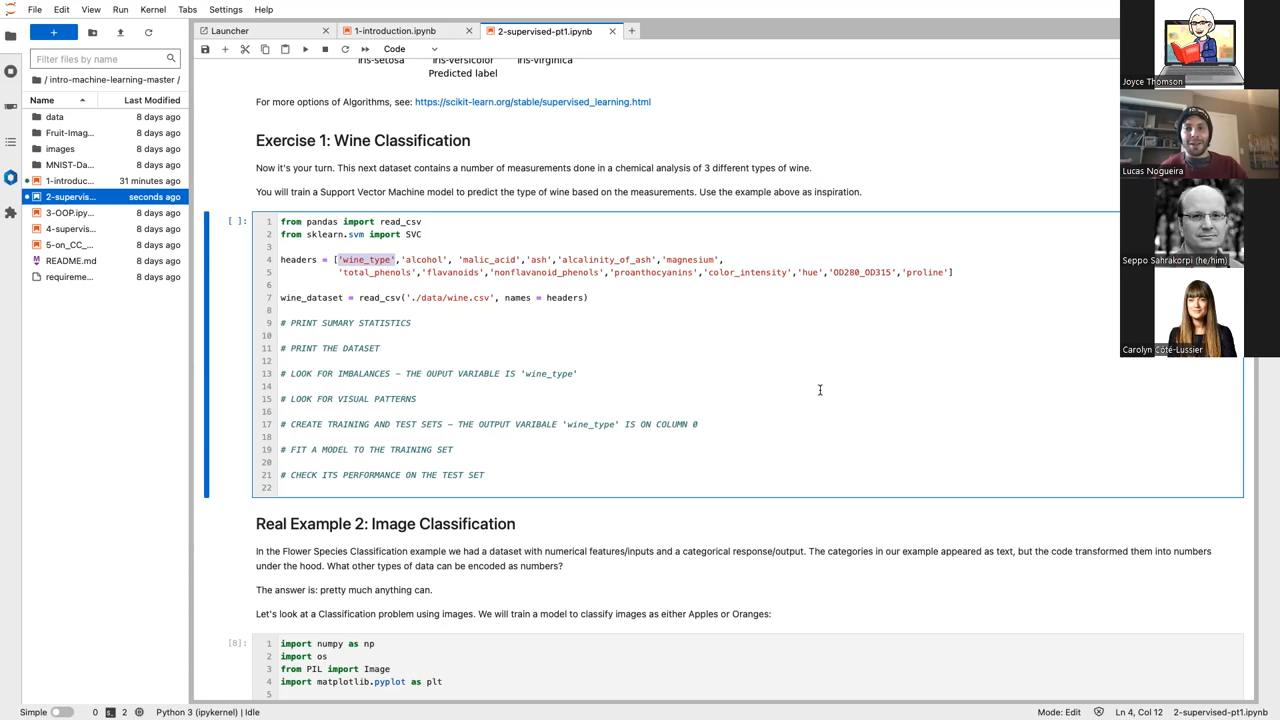 File Edit View Run Kernel Tabs Settings Help
Launcher
1-introduction.ipynb
2-supervised-pt1.ipynb
Code
Filter files by name
/ intro-machine-learning-master /
Name Last Modified
data 8 days ago
Fruit-Imag... 8 days ago
images 8 days ago
MNIST-Da... 8 days ago
1-introduc... 31 minutes ago
2-supervis... seconds ago
3-OOP.ipy... 8 days ago
4-supervis... 8 days ago
5-on_CC_... 8 days ago
README.md 8 days ago
requireme... 8 days ago
iris-setosa iris-versicolor iris-virginica
Predicted label
For more options of Algorithms, see: https://scikit-learn.org/stable/supervised_learning.html
Exercise 1: Wine Classification
Now it's your turn. This next dataset contains a number of measurements done in a chemical analysis of 3 different types of wine.
You will train a Support Vector Machine model to predict the type of wine based on the measurements. Use the example above as inspiration.
[ ]:
1 from pandas import read_csv
2 from sklearn.svm import SVC
3
4 headers = ['wine_type','alcohol', 'malic_acid','ash','alcalinity_of_ash','magnesium',
5 'total_phenols','flavanoids','nonflavanoid_phenols','proanthocyanins','color_intensity','hue','OD280_OD315','proline']
6
7 wine_dataset = read_csv('./data/wine.csv', names = headers)
8
9 # PRINT SUMARY STATISTICS
10
11 # PRINT THE DATASET
12
13 # LOOK FOR IMBALANCES – THE OUPUT VARIABLE IS 'wine_type'
14
15 # LOOK FOR VISUAL PATTERNS
16
17 # CREATE TRAINING AND TEST SETS – THE OUTPUT VARIBALE 'wine_type' IS ON COLUMN 0
18
19 # FIT A MODEL TO THE TRAINING SET
20
21 # CHECK ITS PERFORMANCE ON THE TEST SET
22
Real Example 2: Image Classification
In the Flower Species Classification example we had a dataset with numerical features/inputs and a categorical response/output. The categories in our example appeared as text, but the code transformed them into numbers
under the hood. What other types of data can be encoded as numbers?
The answer is: pretty much anything can.
Let's look at a Classification problem using images. We will train a model to classify images as either Apples or Oranges:
[8]:
1 import numpy as np
2 import os
3 from PIL import Image
4 import matplotlib.pyplot as plt
5
Joyce Thomson
Lucas Nogueira
Seppo Sahrakorpi (he/him)
Carolyn Côté-Lussier
Simple 0 2 Python 3 (ipykernel) | Idle
Mode: Edit Ln 4, Col 12 2-supervised-pt1.ipynb